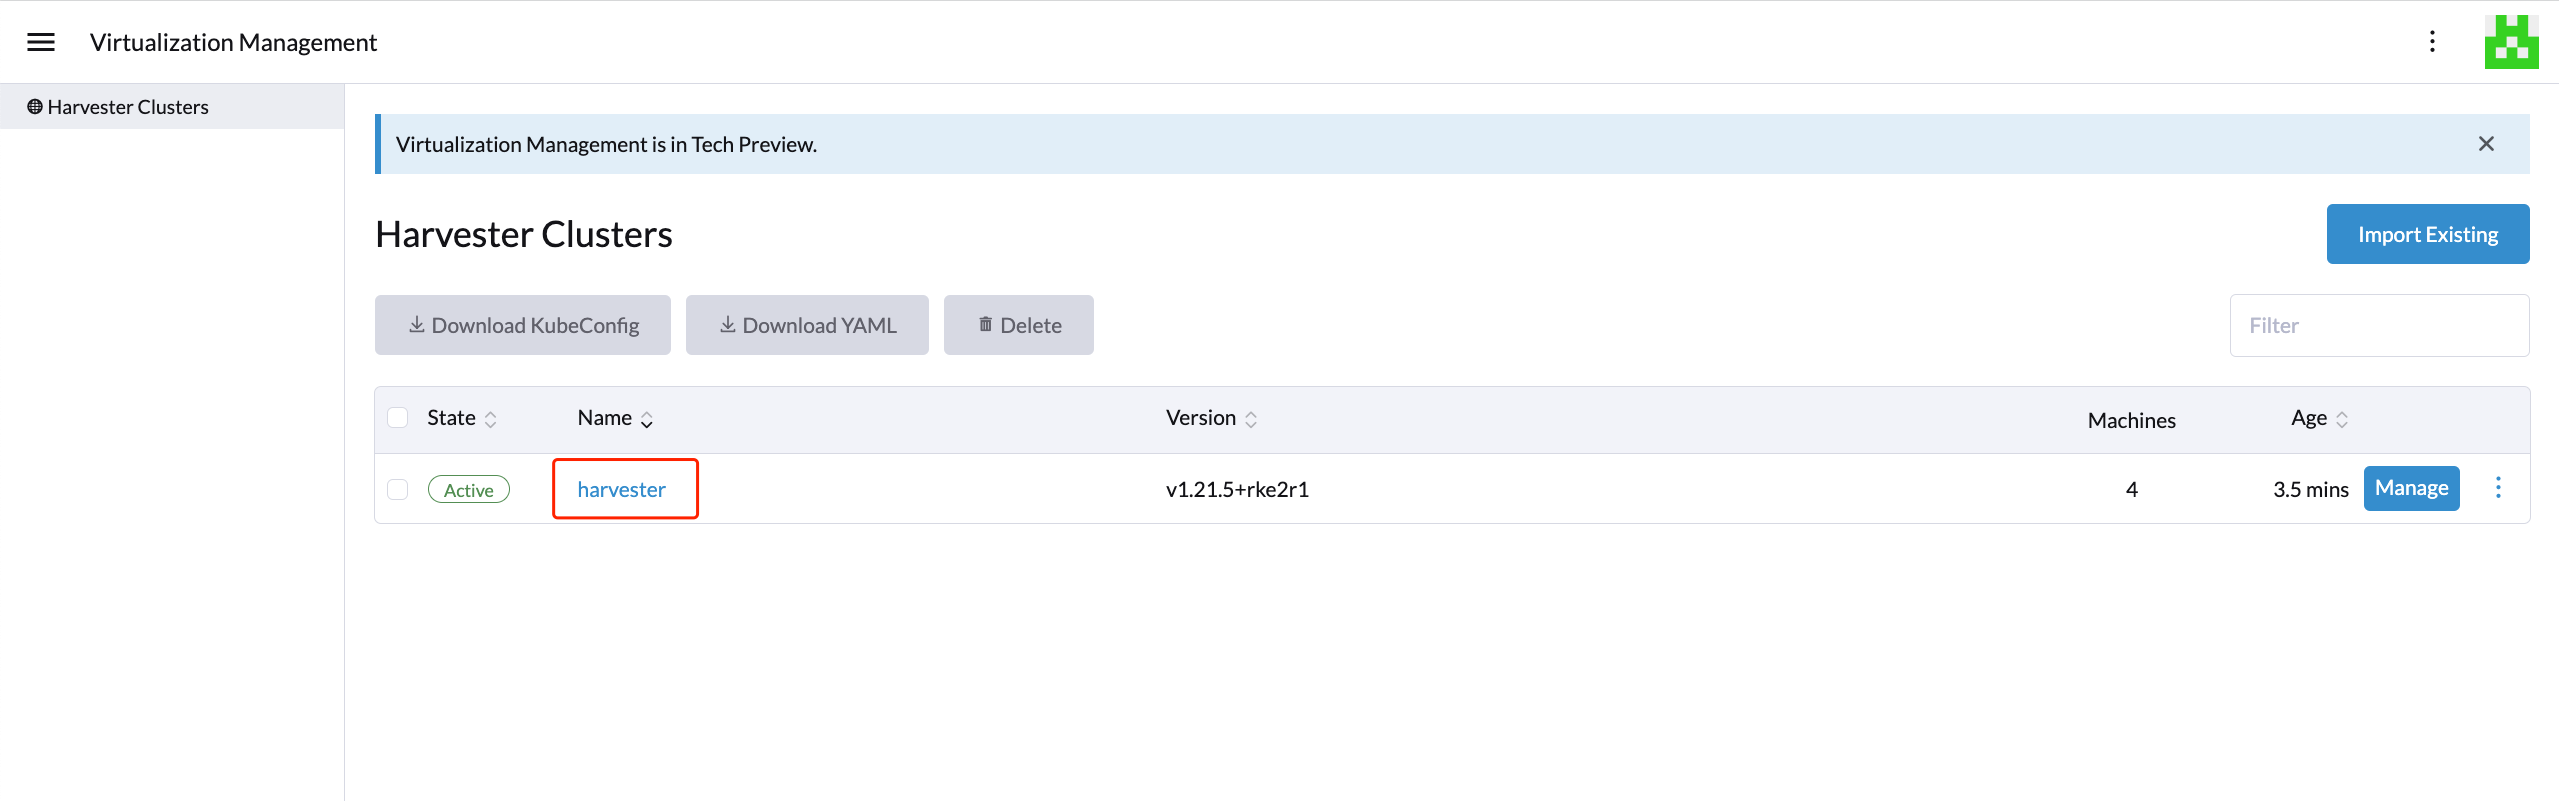 Virtualization Management
Harvester Clusters
Virtualization Management is in Tech Preview.
Harvester Clusters
Import Existing
Download KubeConfig Download YAML Delete
Filter
State Name Version Machines Age
Active harvester v1.21.5+rke2r1 4 3.5 mins Manage